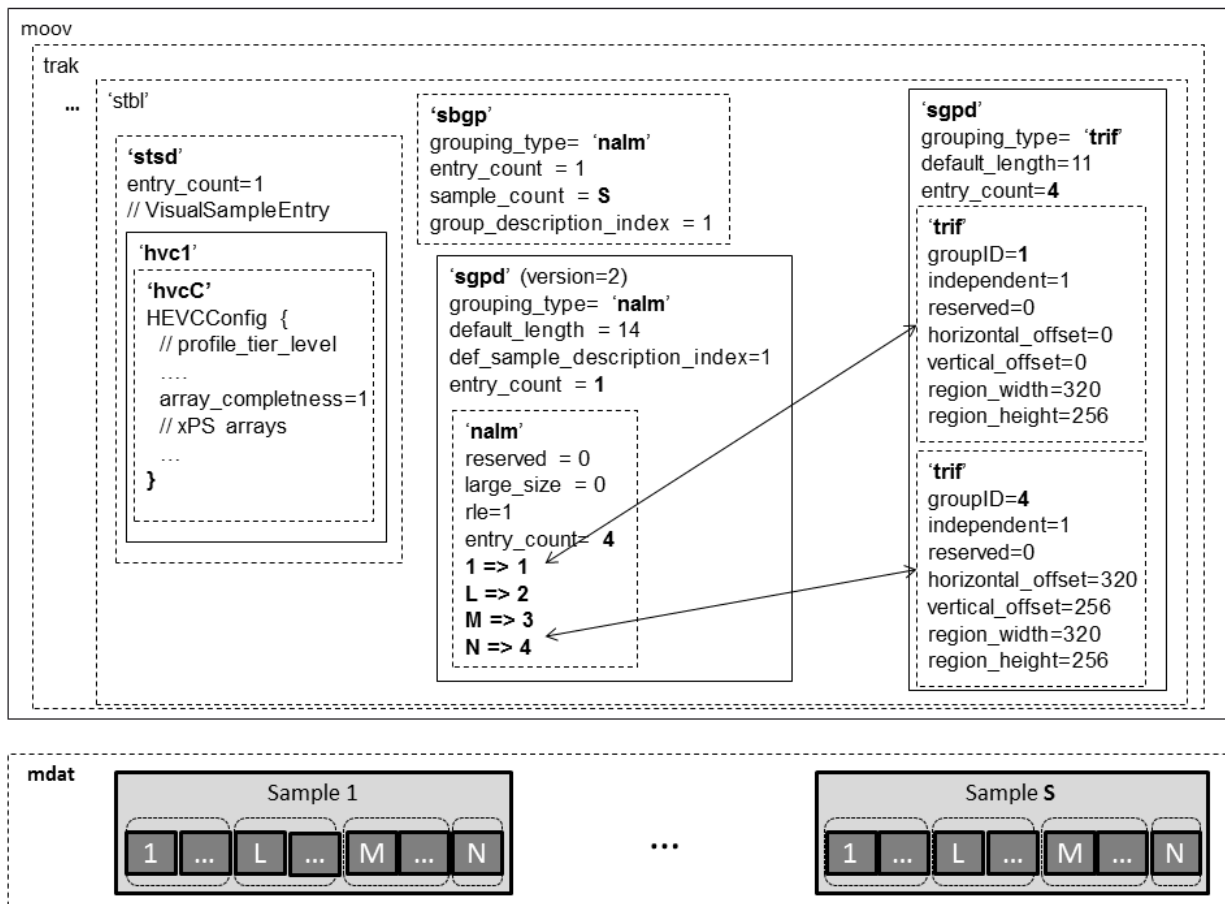 moov
trak
...
‘stbl’
‘stsd’
entry_count=1
// VisualSampleEntry
‘hvc1’
‘hvcC’
HEVCConfig {
// profile_tier_level
....
array_completness=1
// xPS arrays
...
}
‘sbgp’
grouping_type= ‘nalm’
entry_count = 1
sample_count = S
group_description_index = 1
‘sgpd’ (version=2)
grouping_type= ‘nalm’
default_length = 14
def_sample_description_index=1
entry_count = 1
‘nalm’
reserved = 0
large_size = 0
rle=1
entry_count= 4
1 => 1
L => 2
M => 3
N => 4
‘sgpd’
grouping_type= ‘trif’
default_length=11
entry_count=4
‘trif’
groupID=1
independent=1
reserved=0
horizontal_offset=0
vertical_offset=0
region_width=320
region_height=256
‘trif’
groupID=4
independent=1
reserved=0
horizontal_offset=320
vertical_offset=256
region_width=320
region_height=256
mdat
Sample 1
1 ... L ... M ... N
...
Sample S
1 ... L ... M ... N